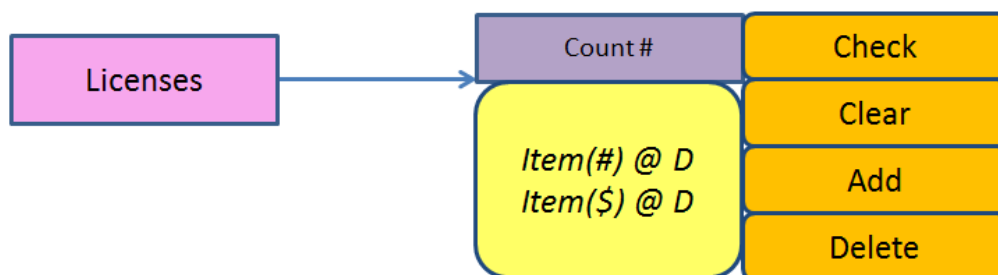 Licenses
Count #
Item(#) @ D
Item($) @ D
Check
Clear
Add
Delete